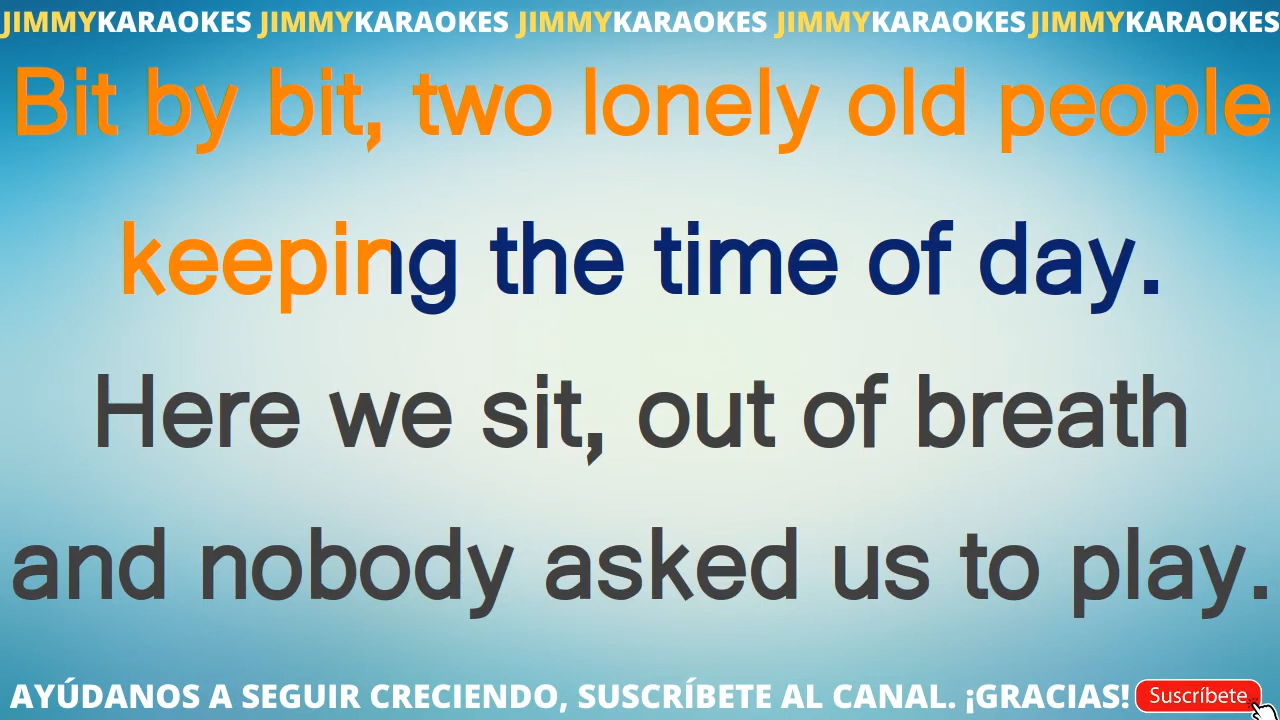 JIMMYKARAOKES JIMMYKARAOKES JIMMYKARAOKES JIMMYKARAOKES JIMMYKARAOKES
Bit by bit, two lonely old people
keeping the time of day.
Here we sit, out of breath
and nobody asked us to play.
AYÚDANOS A SEGUIR CRECIENDO, SUSCRÍBETE AL CANAL. ¡GRACIAS! Suscríbete